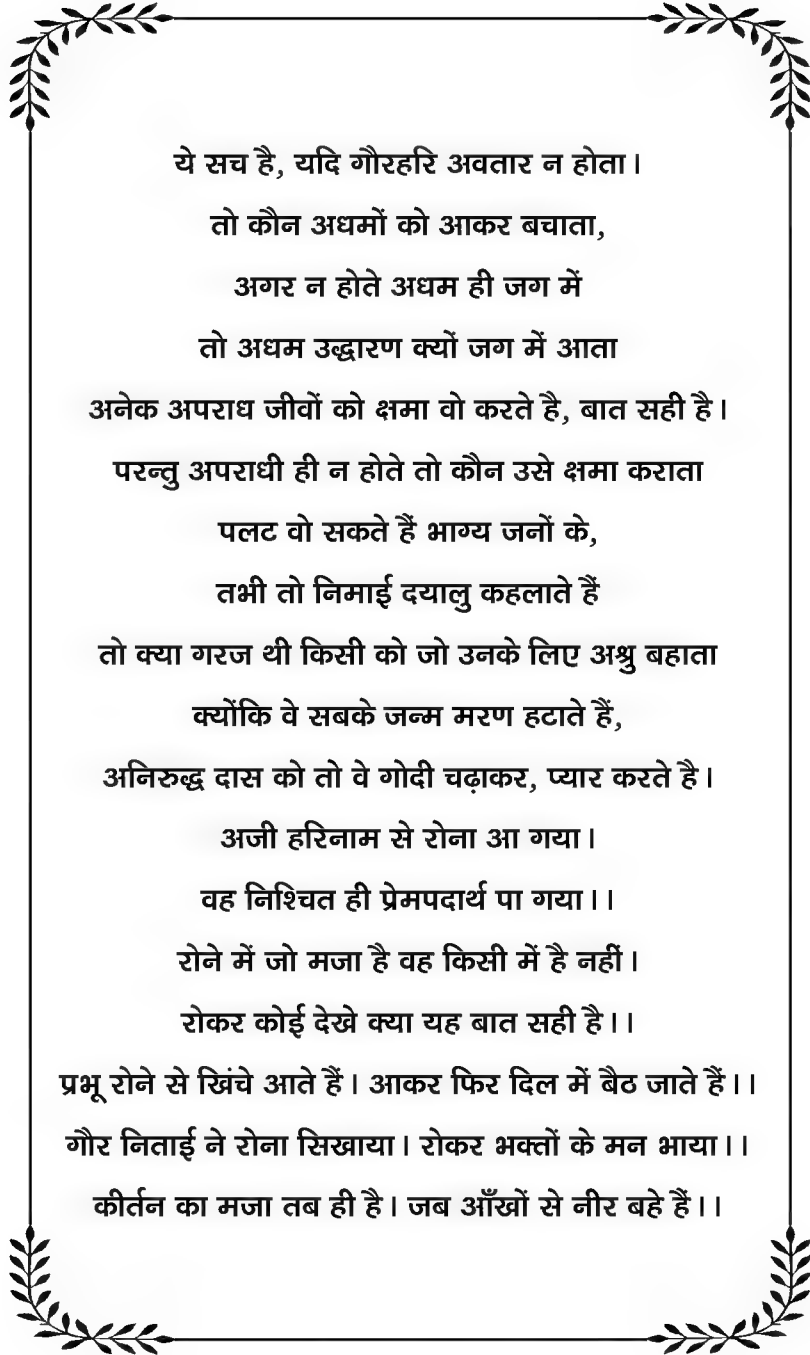 ये सच है, यदि गौरहरि अवतार न होता।
तो कौन अधमों को आकर बचाता,
अगर न होते अधम ही जग में
तो अधम उद्धारण क्यों जग में आता
अनेक अपराध जीवों को क्षमा वो करते है, बात सही है।
परन्तु अपराधी ही न होते तो कौन उसे क्षमा कराता
पलट वो सकते हैं भाग्य जनों के,
तभी तो निमाई दयालु कहलाते हैं
तो क्या गरज थी किसी को जो उनके लिए अश्रु बहाता
क्योंकि वे सबके जन्म मरण हटाते हैं,
अनिरुद्ध दास को तो वे गोदी चढ़ाकर, प्यार करते है।
अजी हरिनाम से रोना आ गया।
वह निश्चित ही प्रेमपदार्थ पा गया।।
रोने में जो मजा है वह किसी में है नहीं।
रोकर कोई देखे क्या यह बात सही है।।
प्रभू रोने से खिंचे आते हैं। आकर फिर दिल में बैठ जाते हैं।।
गौर निताई ने रोना सिखाया। रोकर भक्तों के मन भाया।।
कीर्तन का मजा तब ही है। जब आँखों से नीर बहे हैं।।